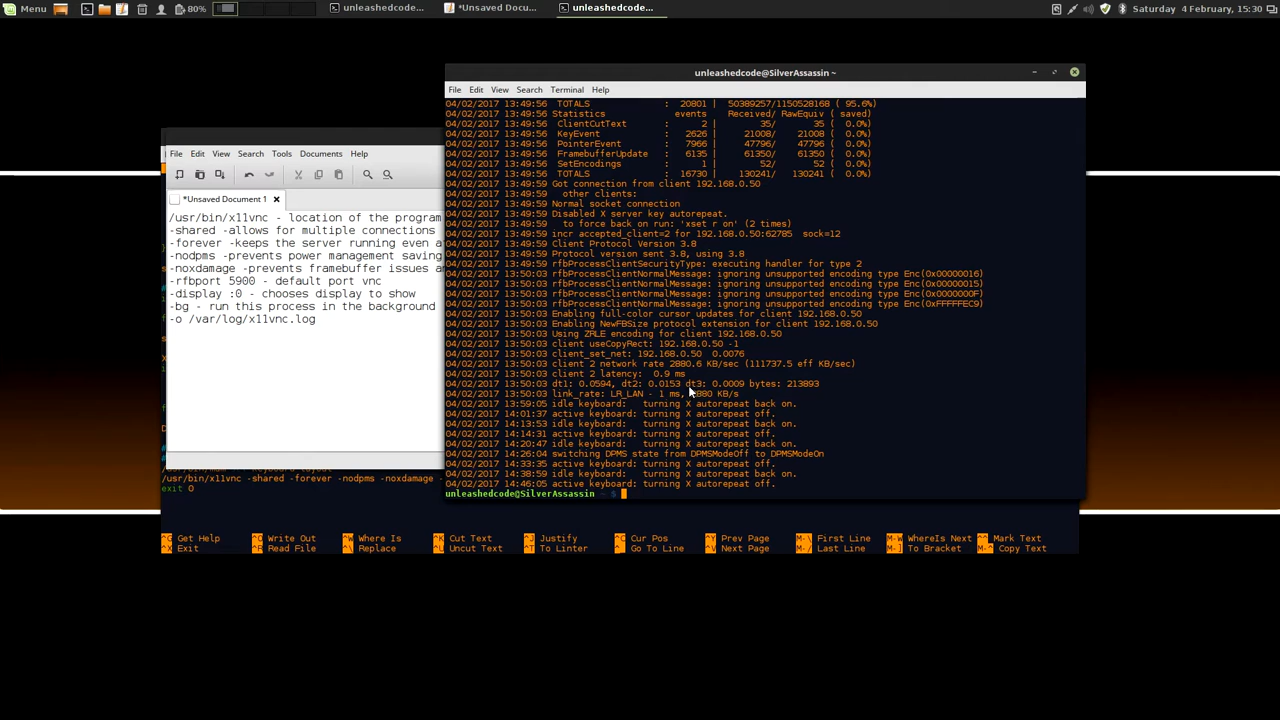 Menu 80% unleashedcode... *Unsaved Docu... unleashedcode... Saturday 4 February, 15:30
unleashedcode@SilverAssassin ~
File Edit View Search Terminal Help
04/02/2017 13:49:56 TOTALS : 20801 | 50389257/1150528168 ( 95.6%)
04/02/2017 13:49:56 Statistics events Received/ RawEquiv ( saved)
04/02/2017 13:49:56 ClientCutText : 2 | 35/ 35 ( 0.0%)
04/02/2017 13:49:56 KeyEvent : 2626 | 21008/ 21008 ( 0.0%)
04/02/2017 13:49:56 PointerEvent : 7966 | 47796/ 47796 ( 0.0%)
04/02/2017 13:49:56 FramebufferUpdate : 6135 | 61350/ 61350 ( 0.0%)
04/02/2017 13:49:56 SetEncodings : 1 | 52/ 52 ( 0.0%)
04/02/2017 13:49:56 TOTALS : 16730 | 130241/ 130241 ( 0.0%)
04/02/2017 13:49:59 Got connection from client 192.168.0.50
04/02/2017 13:49:59 other clients:
04/02/2017 13:49:59 Normal socket connection
04/02/2017 13:49:59 Disabled X server key autorepeat.
04/02/2017 13:49:59 to force back on run: 'xset r on' (2 times)
04/02/2017 13:49:59 incr accepted_client=2 for 192.168.0.50:62785 sock=12
04/02/2017 13:49:59 Client Protocol Version 3.8
04/02/2017 13:49:59 Protocol version sent 3.8, using 3.8
04/02/2017 13:49:59 rfbProcessClientSecurityType: executing handler for type 2
04/02/2017 13:50:03 rfbProcessClientNormalMessage: ignoring unsupported encoding type Enc(0x00000016)
04/02/2017 13:50:03 rfbProcessClientNormalMessage: ignoring unsupported encoding type Enc(0x00000015)
04/02/2017 13:50:03 rfbProcessClientNormalMessage: ignoring unsupported encoding type Enc(0x0000000F)
04/02/2017 13:50:03 rfbProcessClientNormalMessage: ignoring unsupported encoding type Enc(0xFFFFFEC9)
04/02/2017 13:50:03 Enabling full-color cursor updates for client 192.168.0.50
04/02/2017 13:50:03 Enabling NewFBSize protocol extension for client 192.168.0.50
04/02/2017 13:50:03 Using ZRLE encoding for client 192.168.0.50
04/02/2017 13:50:03 client useCopyRect: 192.168.0.50 -1
04/02/2017 13:50:03 client_set_net: 192.168.0.50 0.0076
04/02/2017 13:50:03 client 2 network rate 2880.6 KB/sec (111737.5 eff KB/sec)
04/02/2017 13:50:03 client 2 latency: 0.9 ms
04/02/2017 13:50:03 dt1: 0.0594, dt2: 0.0153 dt3: 0.0009 bytes: 213893
04/02/2017 13:50:03 link_rate: LR_LAN - 1 ms, 2880 KB/s
04/02/2017 13:59:05 idle keyboard: turning X autorepeat back on.
04/02/2017 14:01:37 active keyboard: turning X autorepeat off.
04/02/2017 14:13:53 idle keyboard: turning X autorepeat back on.
04/02/2017 14:14:31 active keyboard: turning X autorepeat off.
04/02/2017 14:20:47 idle keyboard: turning X autorepeat back on.
04/02/2017 14:26:04 switching DPMS state from DPMSModeOff to DPMSModeOn
04/02/2017 14:33:35 active keyboard: turning X autorepeat off.
04/02/2017 14:38:59 idle keyboard: turning X autorepeat back on.
04/02/2017 14:46:05 active keyboard: turning X autorepeat off.
unleashedcode@SilverAssassin ~ $
File Edit View Search Tools Documents Help
*Unsaved Document 1
/usr/bin/x11vnc - location of the program
-shared -allows for multiple connections
-forever -keeps the server running even a
-nodpms -prevents power management saving
-noxdamage -prevents framebuffer issues a
-rfbport 5900 - default port vnc
-display :0 - chooses display to show
-bg - run this process in the background
-o /var/log/x11vnc.log
/usr/bin/x11vnc -shared -forever -nodpms -noxdamage -
exit 0
^G Get Help ^O Write Out ^W Where Is ^K Cut Text ^J Justify ^C Cur Pos ^Y Prev Page M-\ First Line M-W WhereIs Next ^^ Mark Text
^X Exit ^R Read File ^\ Replace ^U Uncut Text ^T To Linter ^_ Go To Line ^V Next Page M-/ Last Line M-] To Bracket M-^ Copy Text